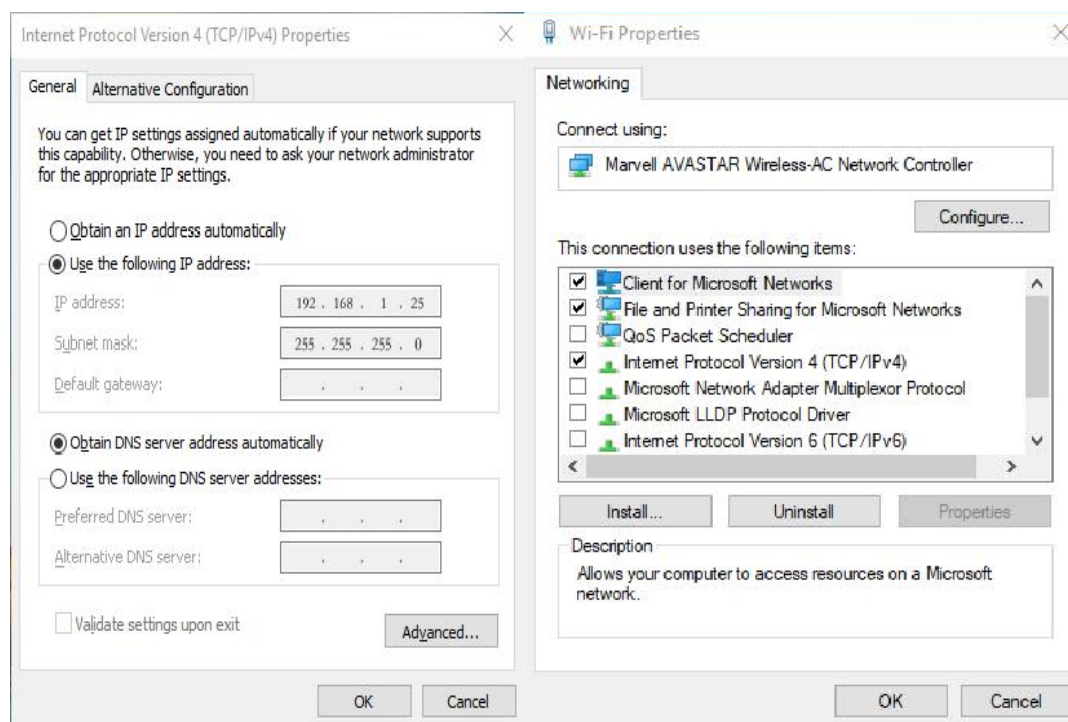 Internet Protocol Version 4 (TCP/IPv4) Properties
General
Alternative Configuration
You can get IP settings assigned automatically if your network supports
this capability. Otherwise, you need to ask your network administrator
for the appropriate IP settings.
Obtain an IP address automatically
Use the following IP address:
IP address:
192 . 168 . 1 . 25
Subnet mask:
255 . 255 . 255 . 0
Default gateway:
. . .
Obtain DNS server address automatically
Use the following DNS server addresses:
Preferred DNS server:
. . .
Alternative DNS server:
. . .
Validate settings upon exit
Advanced...
OK
Cancel
Wi-Fi Properties
Networking
Connect using:
Marvell AVASTAR Wireless-AC Network Controller
Configure...
This connection uses the following items:
Client for Microsoft Networks
File and Printer Sharing for Microsoft Networks
QoS Packet Scheduler
Internet Protocol Version 4 (TCP/IPv4)
Microsoft Network Adapter Multiplexor Protocol
Microsoft LLDP Protocol Driver
Internet Protocol Version 6 (TCP/IPv6)
Install...
Uninstall
Properties
Description
Allows your computer to access resources on a Microsoft
network.
OK
Cancel